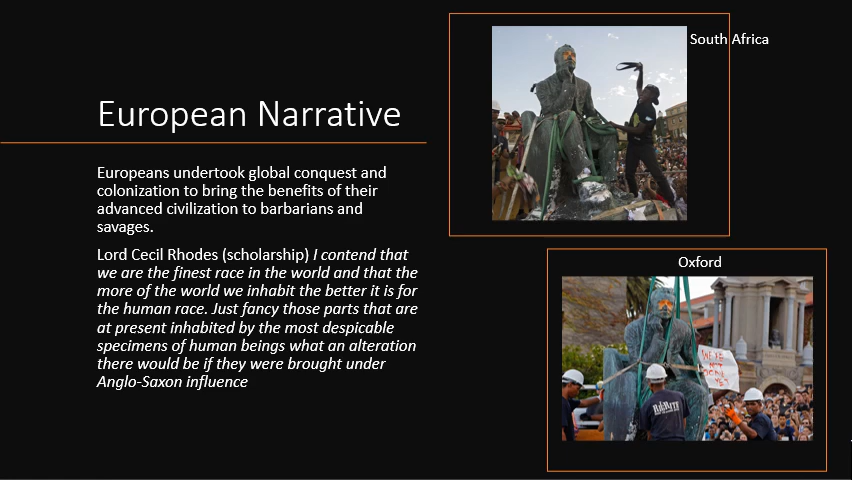 European Narrative
Europeans undertook global conquest and
colonization to bring the benefits of their
advanced civilization to barbarians and
savages.
Lord Cecil Rhodes (scholarship) I contend that
we are the finest race in the world and that the
more of the world we inhabit the better it is for
the human race. Just fancy those parts that are
at present inhabited by the most despicable
specimens of human beings what an alteration
there would be if they were brought under
Anglo-Saxon influence
South Africa
Oxford
WE'RE
NOT
YET